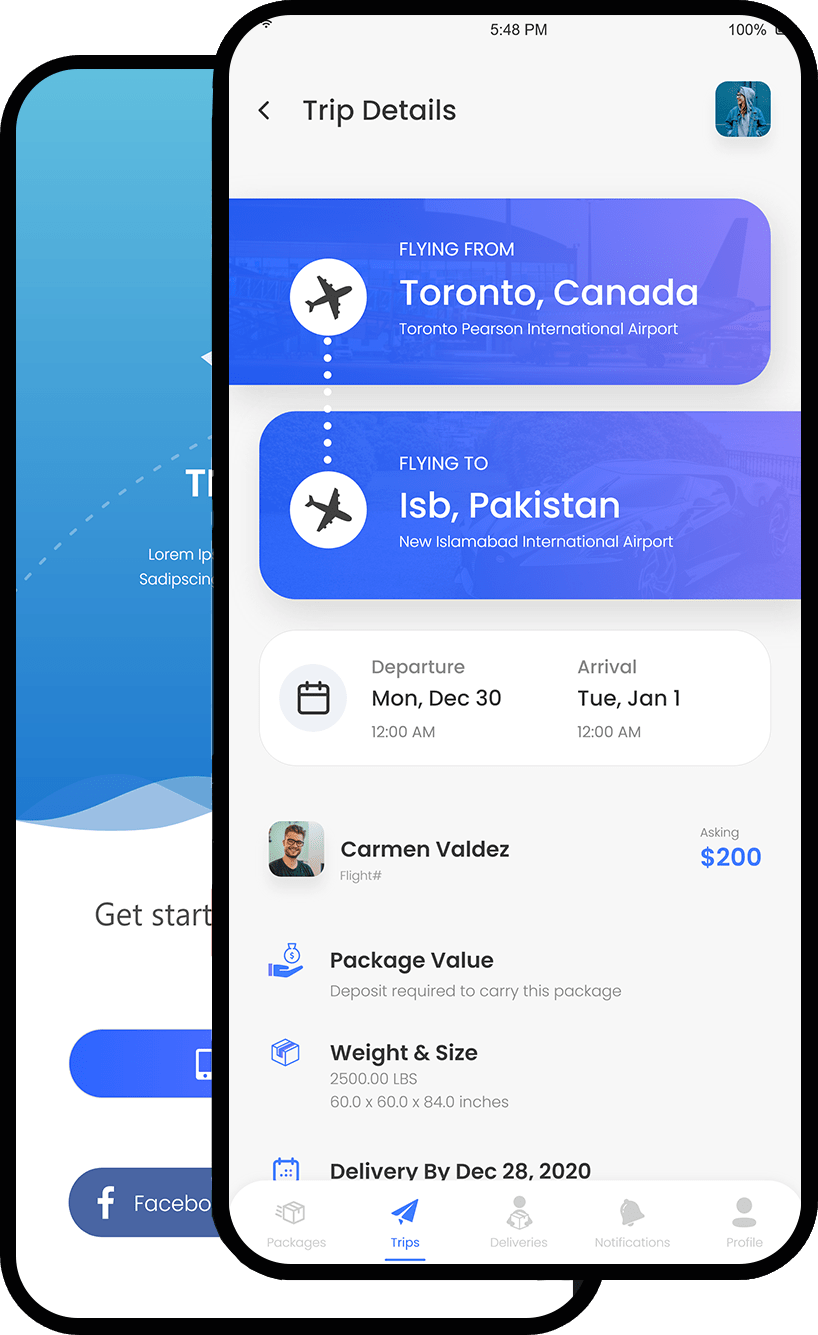 5:48 PM
100%
Trip Details
FLYING FROM
Toronto, Canada
Toronto Pearson International Airport
FLYING TO
Isb, Pakistan
New Islamabad International Airport
Departure
Arrival
Mon, Dec 30
Tue, Jan 1
12:00 AM
12:00 AM
Carmen Valdez
Flight#
Asking
$200
Package Value
Deposit required to carry this package
Weight & Size
2500.00 LBS
60.0 x 60.0 x 84.0 inches
Delivery By Dec 28, 2020
Packages
Trips
Deliveries
Notifications
Profile
Lorem Ip
Sadipscing
Get start
Facebo